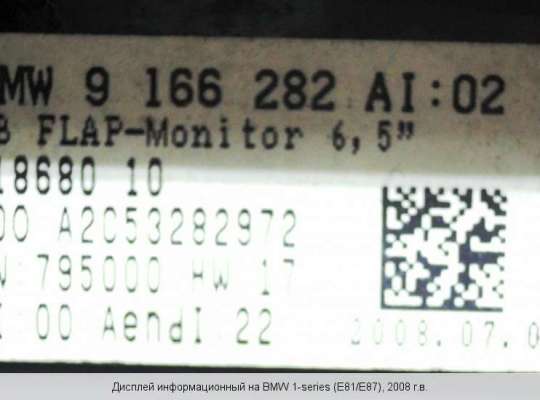 MW 9 166 282 AI:02
FLAP-Monitor 6,5"
18680 10
00 A2C53282972
795000 HW 17
00 AendI 22
2008.07.0
Дисплей информационный на BMW 1-series (E81/E87), 2008 г.в.